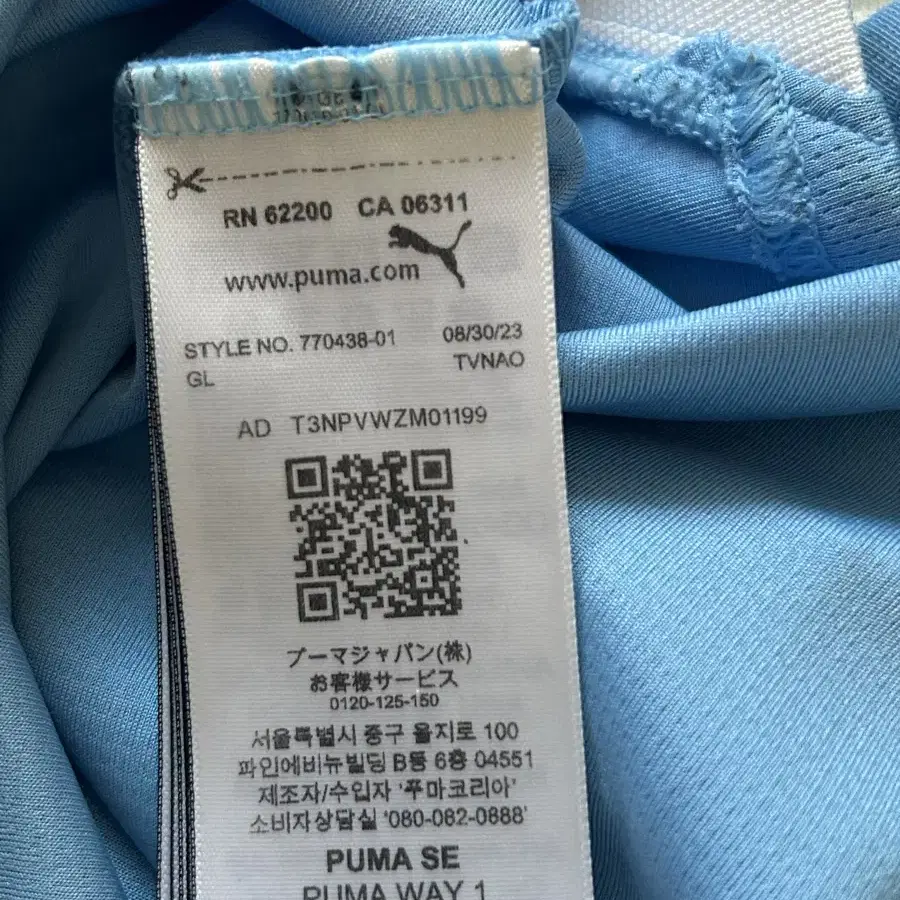 RN 62200 CA 06311
www.puma.com
STYLE NO. 770438-01 08/30/23
GL TVNAO
AD T3NPVWZM01199
プーマジャパン(株)
お客様サービス
0120-125-150
서울특별시 중구 을지로 100
파인에비뉴빌딩 B동 6층 04551
제조자/수입자 '푸마코리아'
소비자상담실 '080-082-0888'
PUMA SE
PUMA WAY 1